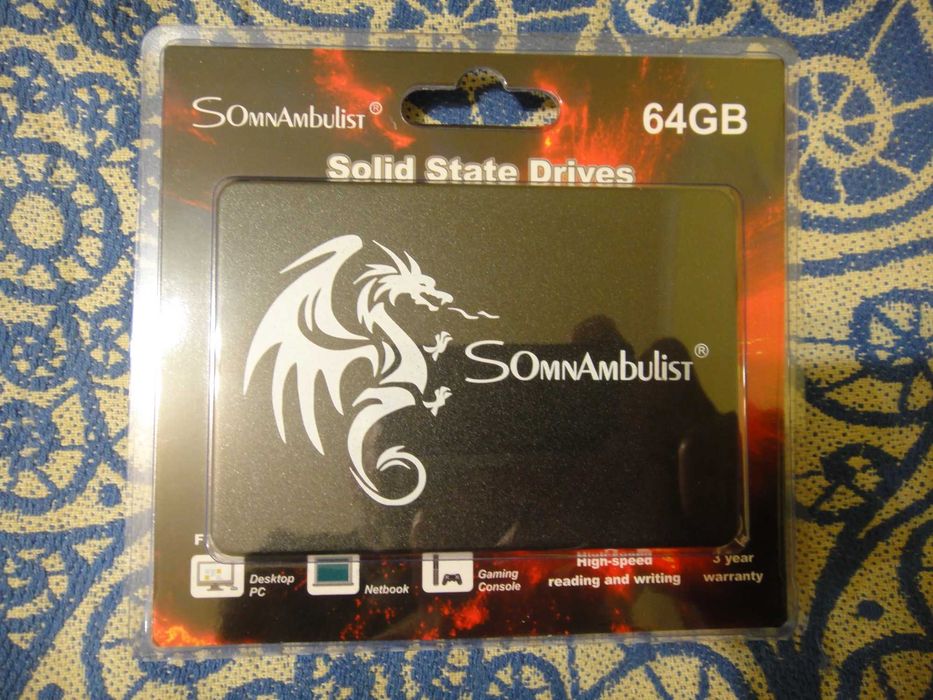 SOmnAmbulist®
64GB
Solid State Drives
SOmnAmbulist®
Desktop
PC
Netbook
Gaming
Console
High-speed
reading and writing
3 year
warranty